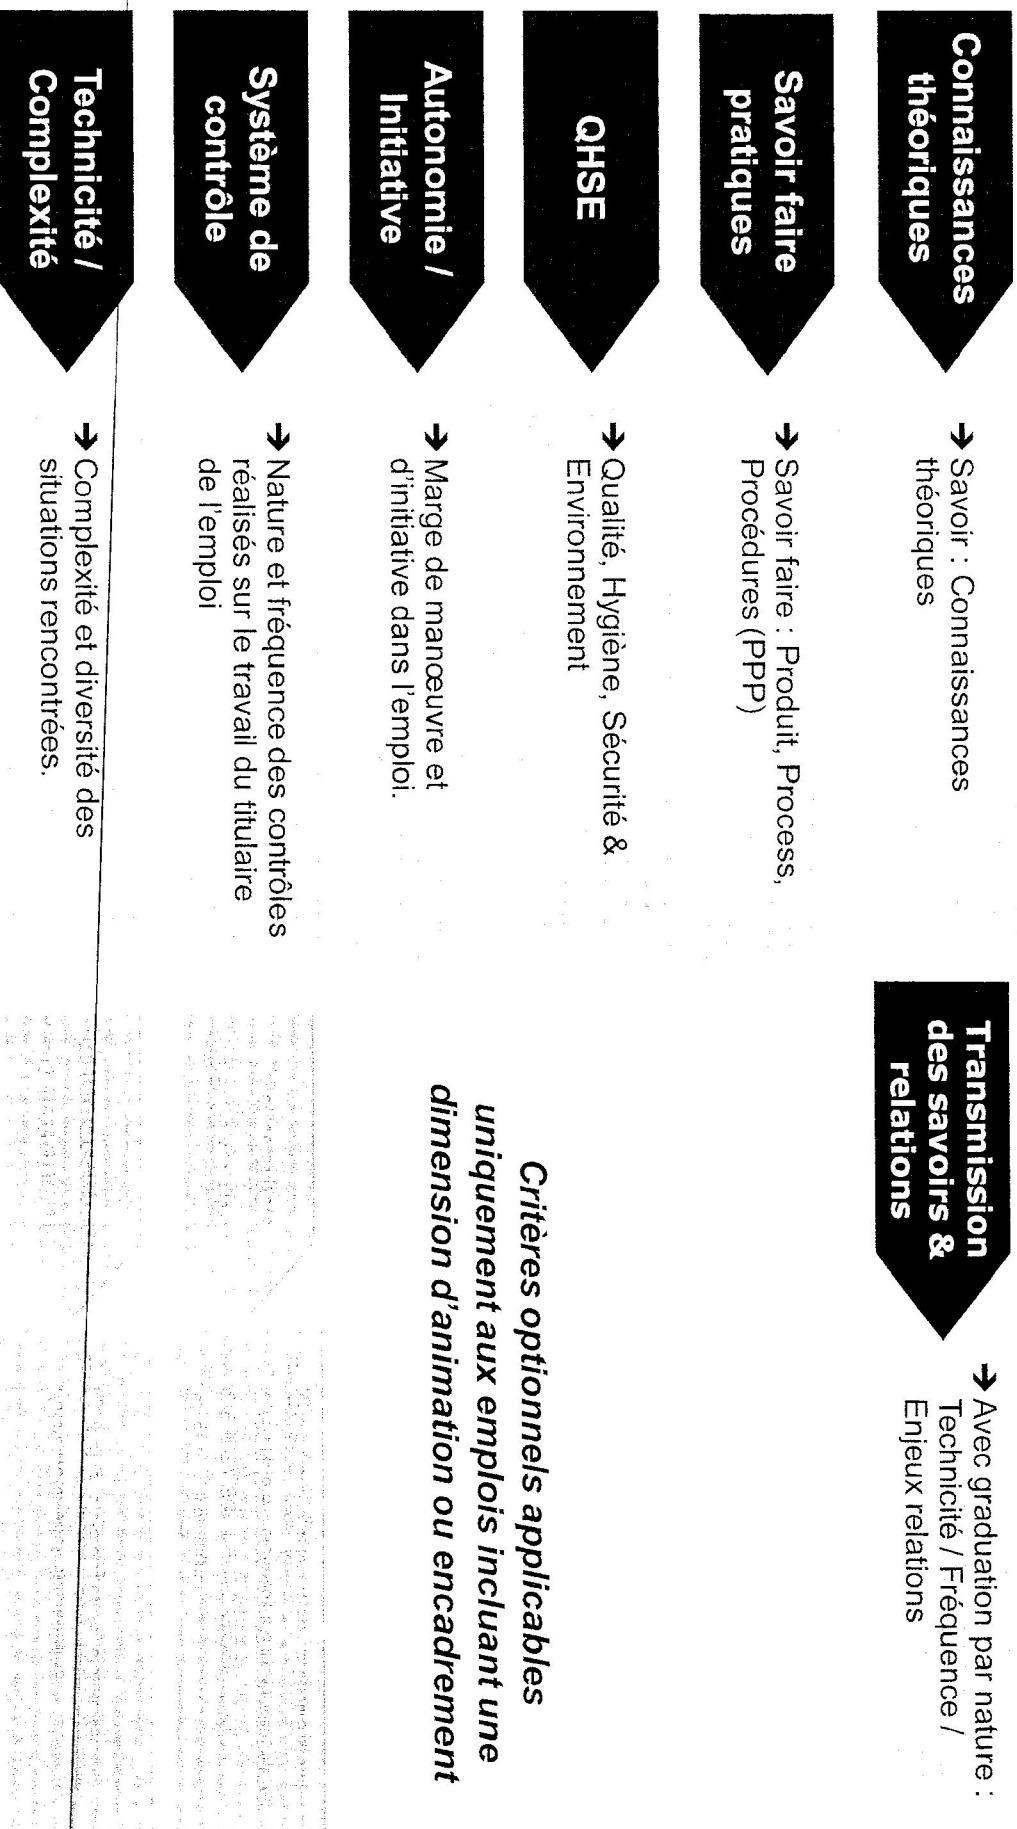 Connaissances
théoriques
➔ Savoir : Connaissances
théoriques
Savoir faire
pratiques
➔ Savoir faire : Produit, Process,
Procédures (PPP)
QHSE
➔ Qualité, Hygiène, Sécurité &
Environnement
Autonomie /
Initiative
➔ Marge de manœuvre et
d'initiative dans l'emploi.
Système de
contrôle
➔ Nature et fréquence des contrôles
réalisés sur le travail du titulaire
de l'emploi
Technicité /
Complexité
➔ Complexité et diversité des
situations rencontrées.
Transmission
des savoirs &
relations
➔ Avec graduation par nature :
Technicité / Fréquence /
Enjeux relations
Critères optionnels applicables
uniquement aux emplois incluant une
dimension d'animation ou encadrement